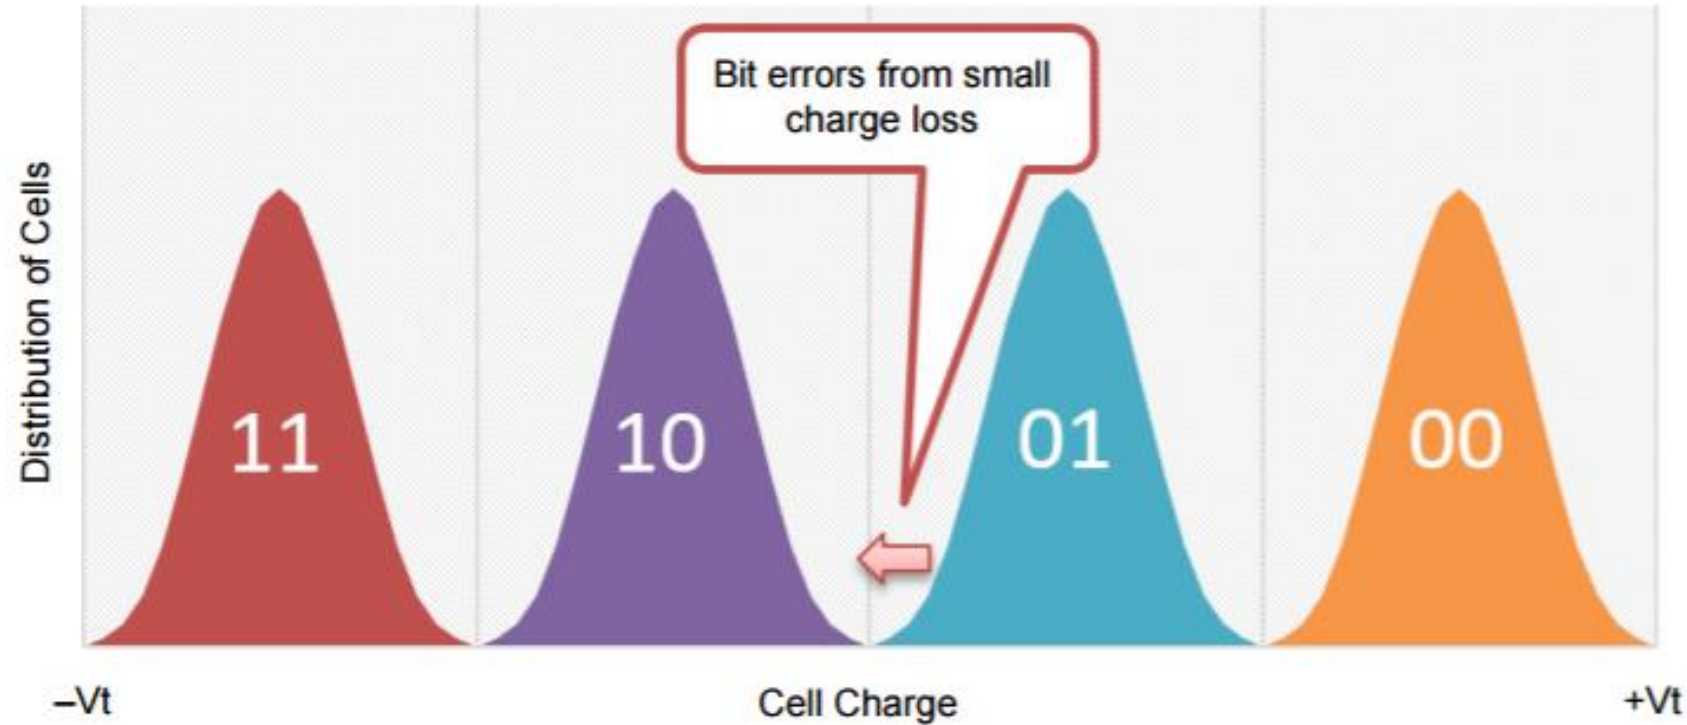 Bit errors from small
charge loss
Distribution of Cells
11
10
01
00
–Vt
Cell Charge
+Vt